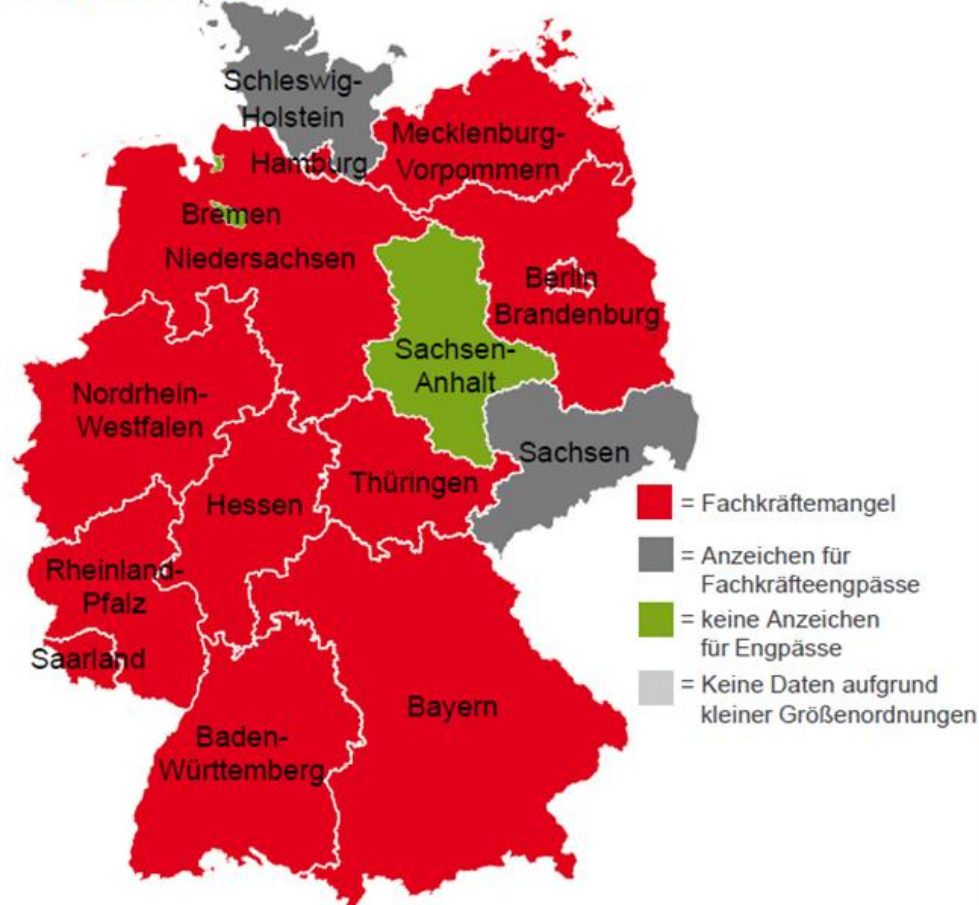 Schleswig-
Holstein
Mecklenburg-
Vorpommern
Hamburg
Bremen
Niedersachsen
Berlin
Brandenburg
Sachsen-
Anhalt
Nordrhein-
Westfalen
Sachsen
Thüringen
Hessen
Rheinland-
Pfalz
Saarland
Bayern
Baden-
Württemberg
= Fachkräftemangel
= Anzeichen für
Fachkräfteengpässe
= keine Anzeichen
für Engpässe
= Keine Daten aufgrund
kleiner Größenordnungen